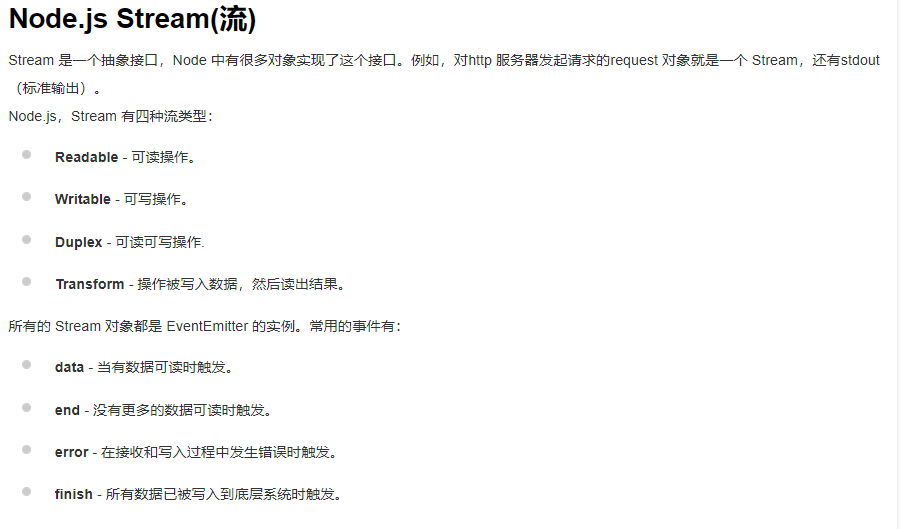 Node.js Stream(流)
Stream 是一个抽象接口，Node 中有很多对象实现了这个接口。例如，对http 服务器发起请求的request 对象就是一个 Stream，还有stdout
（标准输出）。
Node.js，Stream 有四种流类型：
Readable - 可读操作。
Writable - 可写操作。
Duplex - 可读可写操作.
Transform - 操作被写入数据，然后读出结果。
所有的 Stream 对象都是 EventEmitter 的实例。常用的事件有：
data - 当有数据可读时触发。
end - 没有更多的数据可读时触发。
error - 在接收和写入过程中发生错误时触发。
finish - 所有数据已被写入到底层系统时触发。